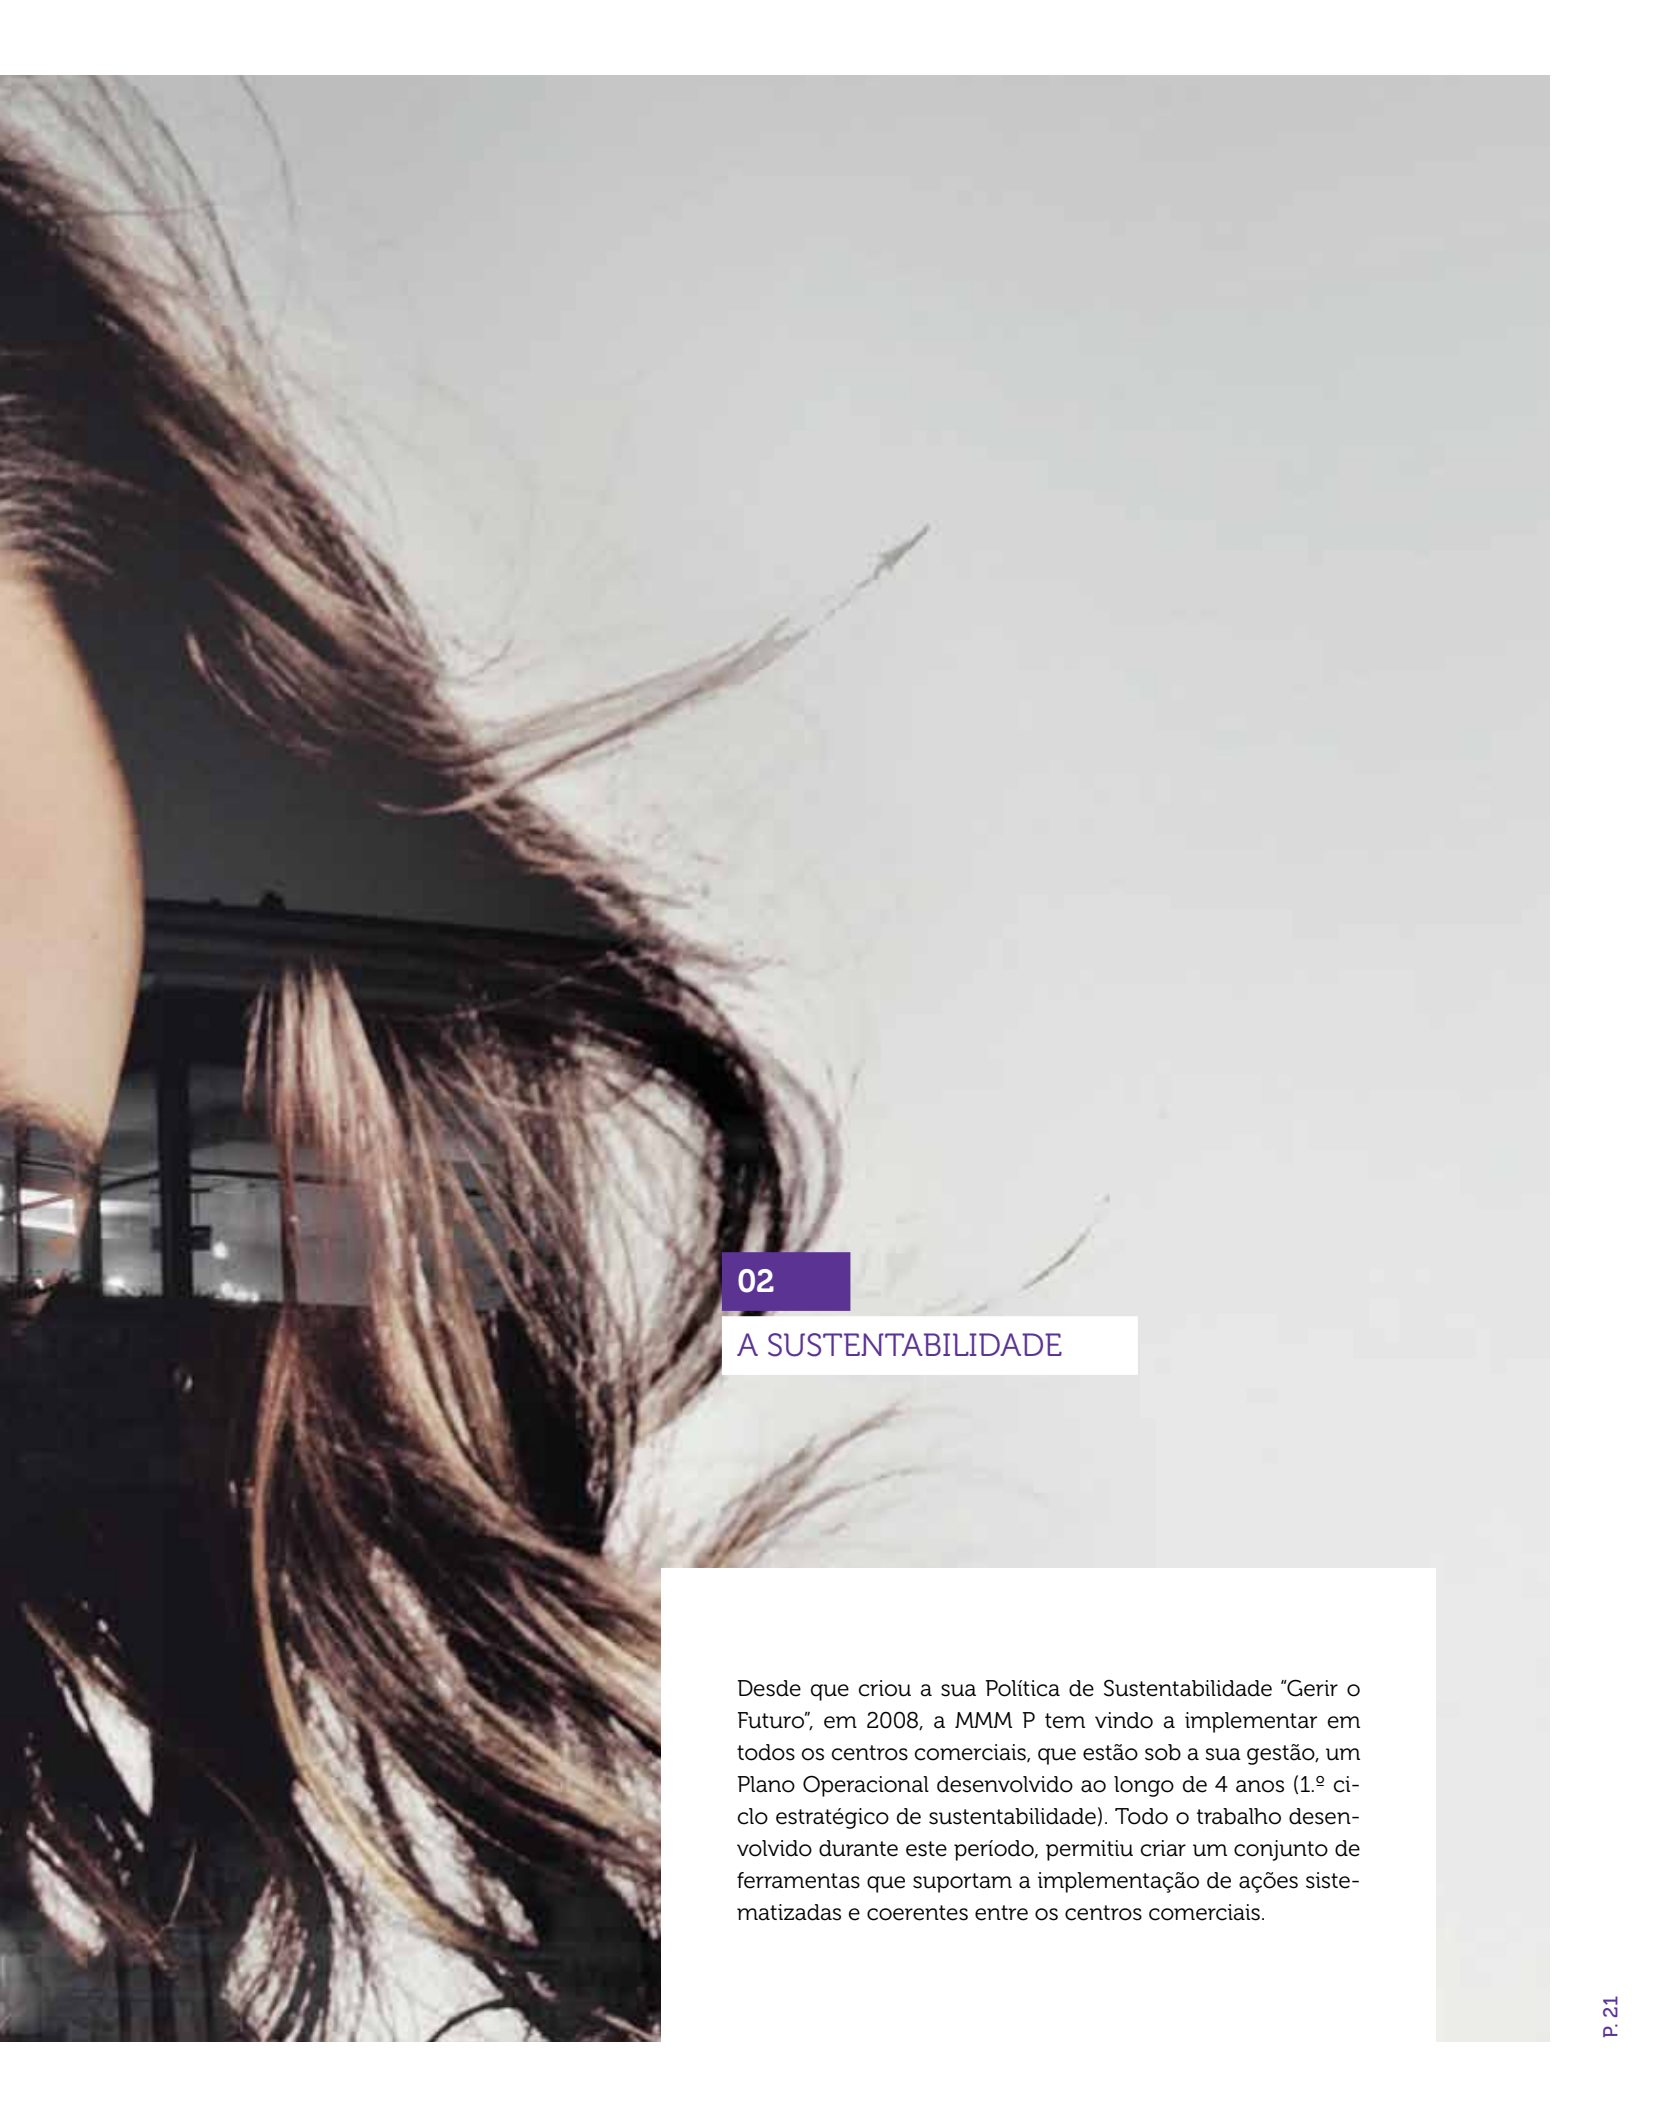 02
A SUSTENTABILIDADE
Desde que criou a sua Política de Sustentabilidade “Gerir o
Futuro”, em 2008, a MMM P tem vindo a implementar em
todos os centros comerciais, que estão sob a sua gestão, um
Plano Operacional desenvolvido ao longo de 4 anos (1.º ci-
clo estratégico de sustentabilidade). Todo o trabalho desen-
volvido durante este período, permitiu criar um conjunto de
ferramentas que suportam a implementação de ações siste-
matizadas e coerentes entre os centros comerciais.
P. 21